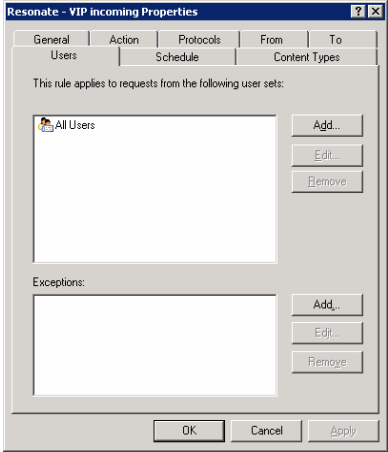 Resonate - VIP incoming Properties
General Action Protocols From To
Users Schedule Content Types
This rule applies to requests from the following user sets:
All Users
Add...
Edit...
Remove
Exceptions:
Add...
Edit...
Remove
OK Cancel Apply